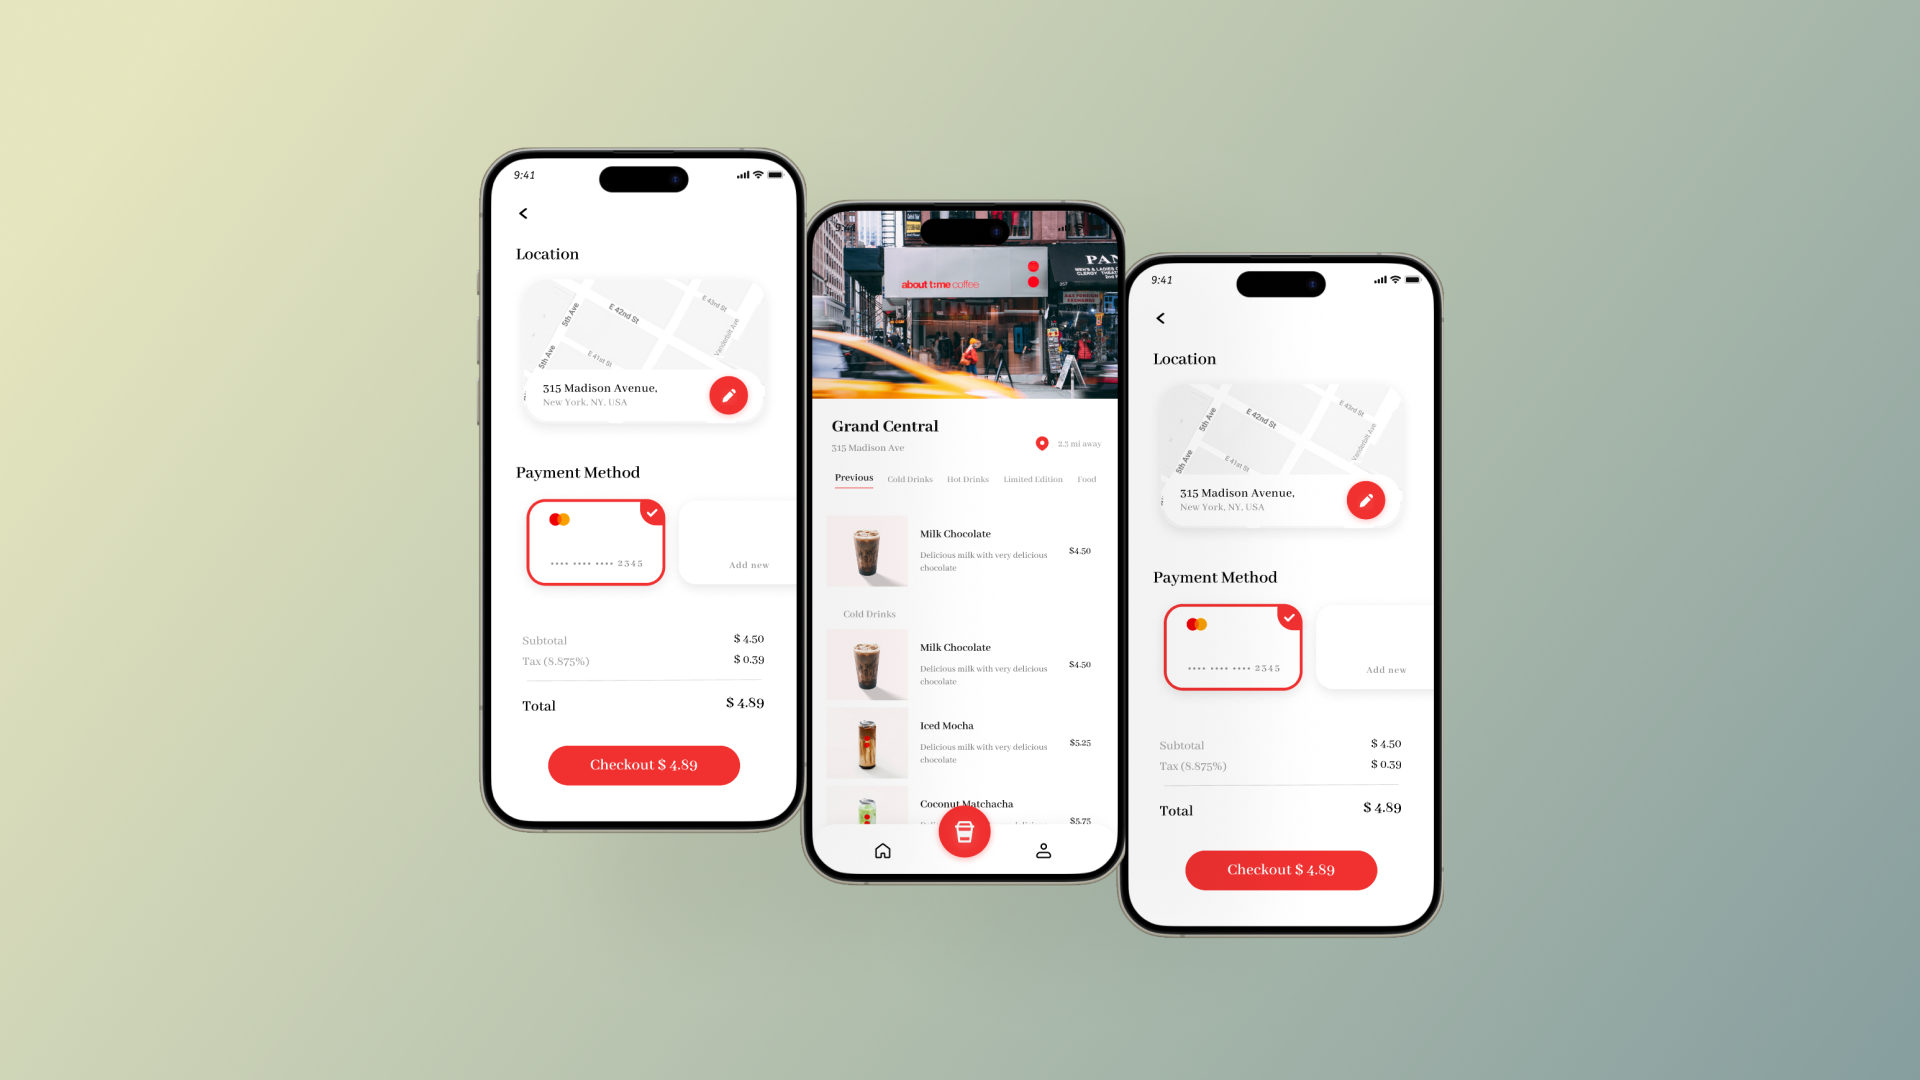 9:41
Location
5th Ave
E 42nd St
E 43rd St
Vanderbilt Ave
E 41st St
5th Ave
315 Madison Avenue,
New York, NY, USA
Payment Method
•••• •••• •••• 2345
Add new
Subtotal
$ 4.50
Tax (8.875%)
$ 0.39
Total
$ 4.89
Checkout $ 4.89
9:41
PAN
MEN'S & LADIES
about t:me coffee
Grand Central
315 Madison Ave
2.3 mi away
Previous
Cold Drinks
Hot Drinks
Limited Edition
Food
Milk Chocolate
Delicious milk with very delicious
chocolate
$4.50
Cold Drinks
Milk Chocolate
Delicious milk with very delicious
chocolate
$4.50
Iced Mocha
Delicious milk with very delicious
chocolate
$5.25
Coconut Matchacha
$5.75
9:41
Location
5th Ave
E 42nd St
E 43rd St
Vanderbilt Ave
E 41st St
5th Ave
315 Madison Avenue,
New York, NY, USA
Payment Method
•••• •••• •••• 2345
Add new
Subtotal
$ 4.50
Tax (8.875%)
$ 0.39
Total
$ 4.89
Checkout $ 4.89